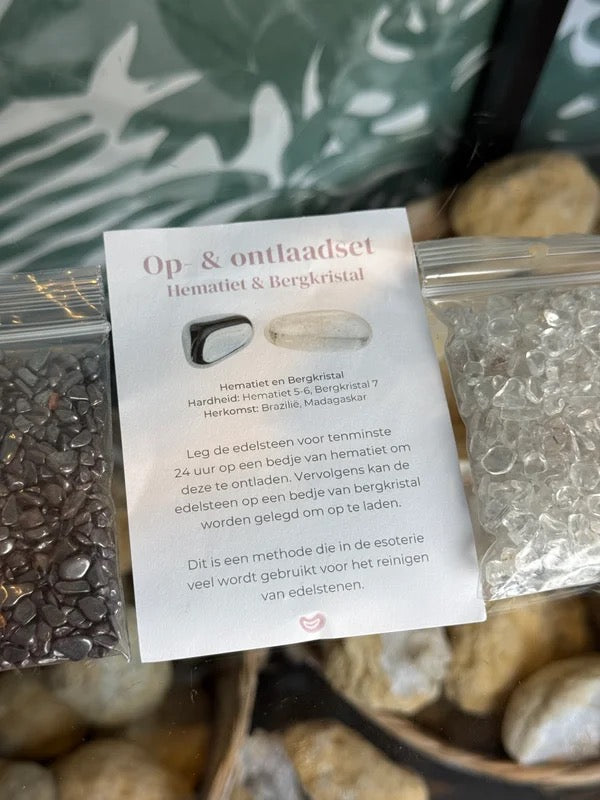 Op- & ontlaadset
Hematiet & Bergkristal
Hematiet en Bergkristal
Hardheid: Hematiet 5-6, Bergkristal 7
Herkomst: Brazilië, Madagaskar
Leg de edelsteen voor tenminste
24 uur op een bedje van hematiet om
deze te ontladen. Vervolgens kan de
edelsteen op een bedje van bergkristal
worden gelegd om op te laden.
Dit is een methode die in de esoterie
veel wordt gebruikt voor het reinigen
van edelstenen.